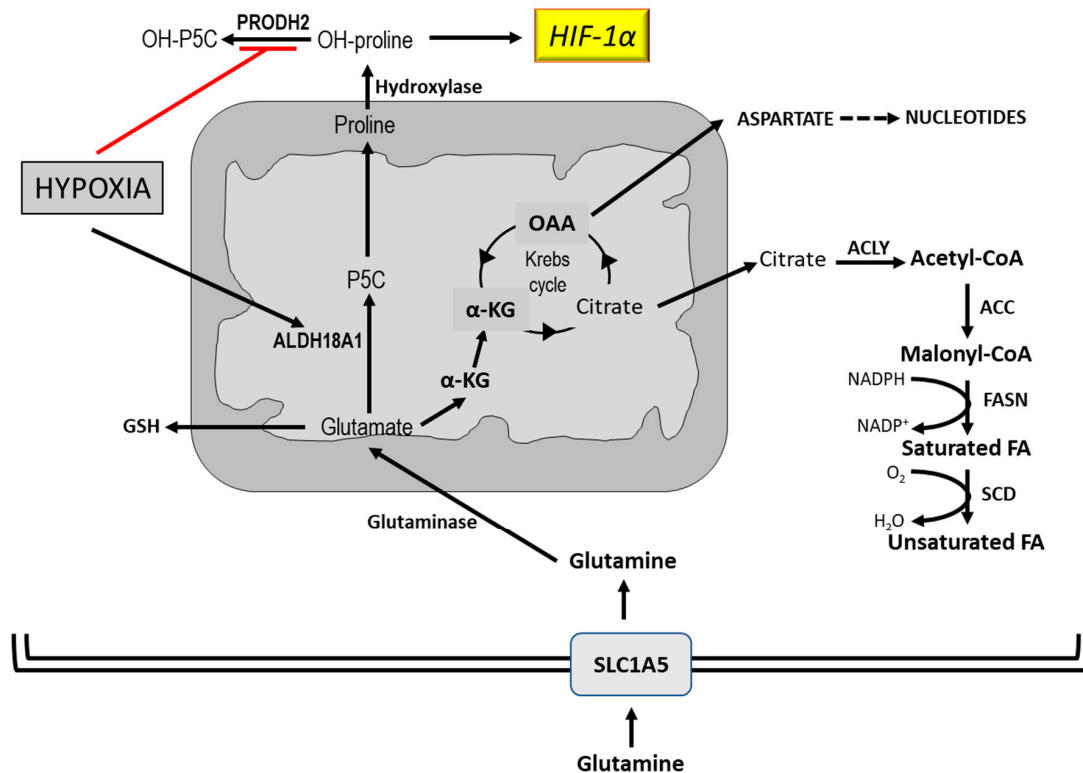 PRODH2
OH-P5C
OH-proline
HIF-1α
Hydroxylase
Proline
ASPARTATE
NUCLEOTIDES
HYPOXIA
OAA
Krebs
cycle
Citrate
ACLY
Acetyl-CoA
P5C
α-KG
Citrate
ACC
ALDH18A1
Malonyl-CoA
α-KG
NADPH
FASN
NADP⁺
GSH
Glutamate
Saturated FA
O₂
SCD
H₂O
Unsaturated FA
Glutaminase
Glutamine
SLC1A5
Glutamine